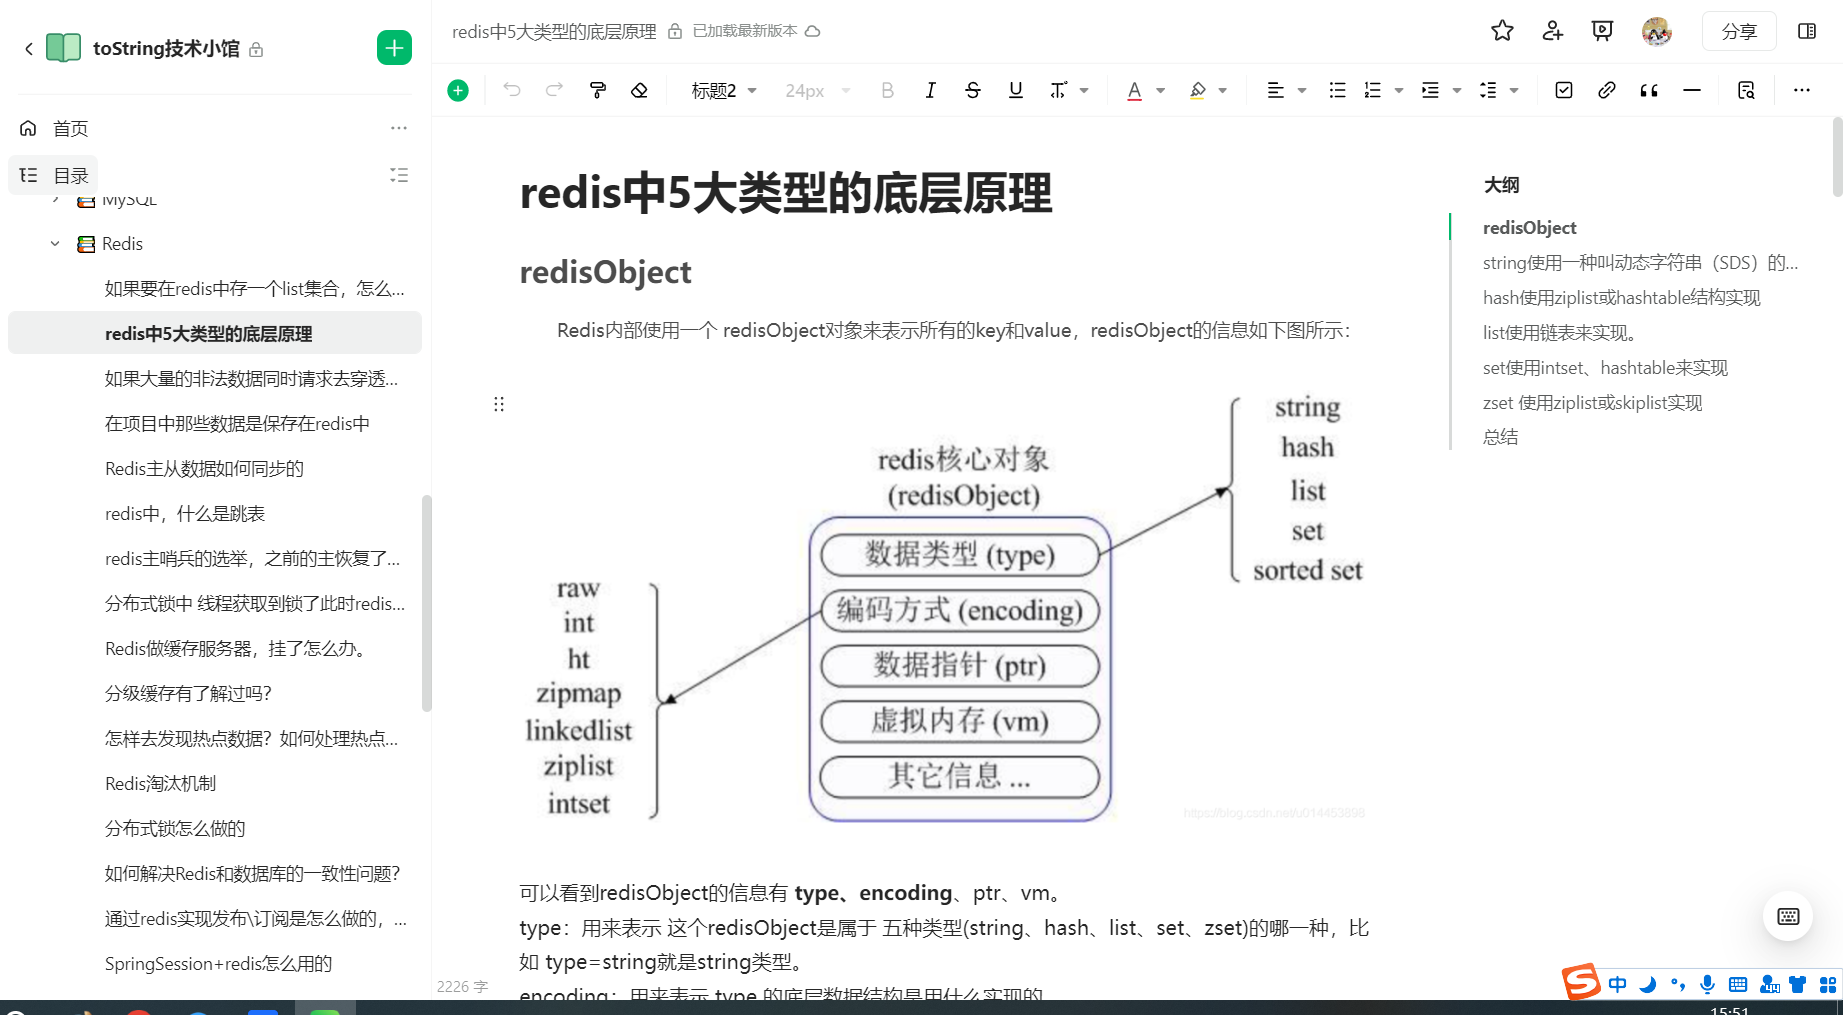 toString技术小馆
首页
目录
MySQL
Redis
如果要在redis中存一个list集合，怎么...
redis中5大类型的底层原理
如果大量的非法数据同时请求去穿透...
在项目中那些数据是保存在redis中
Redis主从数据如何同步的
redis中，什么是跳表
redis主哨兵的选举，之前的主恢复了...
分布式锁中 线程获取到锁了此时redis...
Redis做缓存服务器，挂了怎么办。
分级缓存有了解过吗？
怎样去发现热点数据？如何处理热点...
Redis淘汰机制
分布式锁怎么做的
如何解决Redis和数据库的一致性问题？
通过redis实现发布\订阅是怎么做的，...
SpringSession+redis怎么用的
redis中5大类型的底层原理 已加载最新版本
分享
标题2 24px B I S U T A
redis中5大类型的底层原理
redisObject
Redis内部使用一个 redisObject对象来表示所有的key和value，redisObject的信息如下图所示：
redis核心对象
(redisObject)
数据类型 (type)
编码方式 (encoding)
数据指针 (ptr)
虚拟内存 (vm)
其它信息 ...
string
hash
list
set
sorted set
raw
int
ht
zipmap
linkedlist
ziplist
intset
https://blog.csdn.net/u014453898
可以看到redisObject的信息有 type、encoding、ptr、vm。
type：用来表示 这个redisObject是属于 五种类型(string、hash、list、set、zset)的哪一种，比
如 type=string就是string类型。
encoding：用来表示 type 的底层数据结构是用什么实现的
2226 字
大纲
redisObject
string使用一种叫动态字符串（SDS）的...
hash使用ziplist或hashtable结构实现
list使用链表来实现。
set使用intset、hashtable来实现
zset 使用ziplist或skiplist实现
总结
S 中
15:51